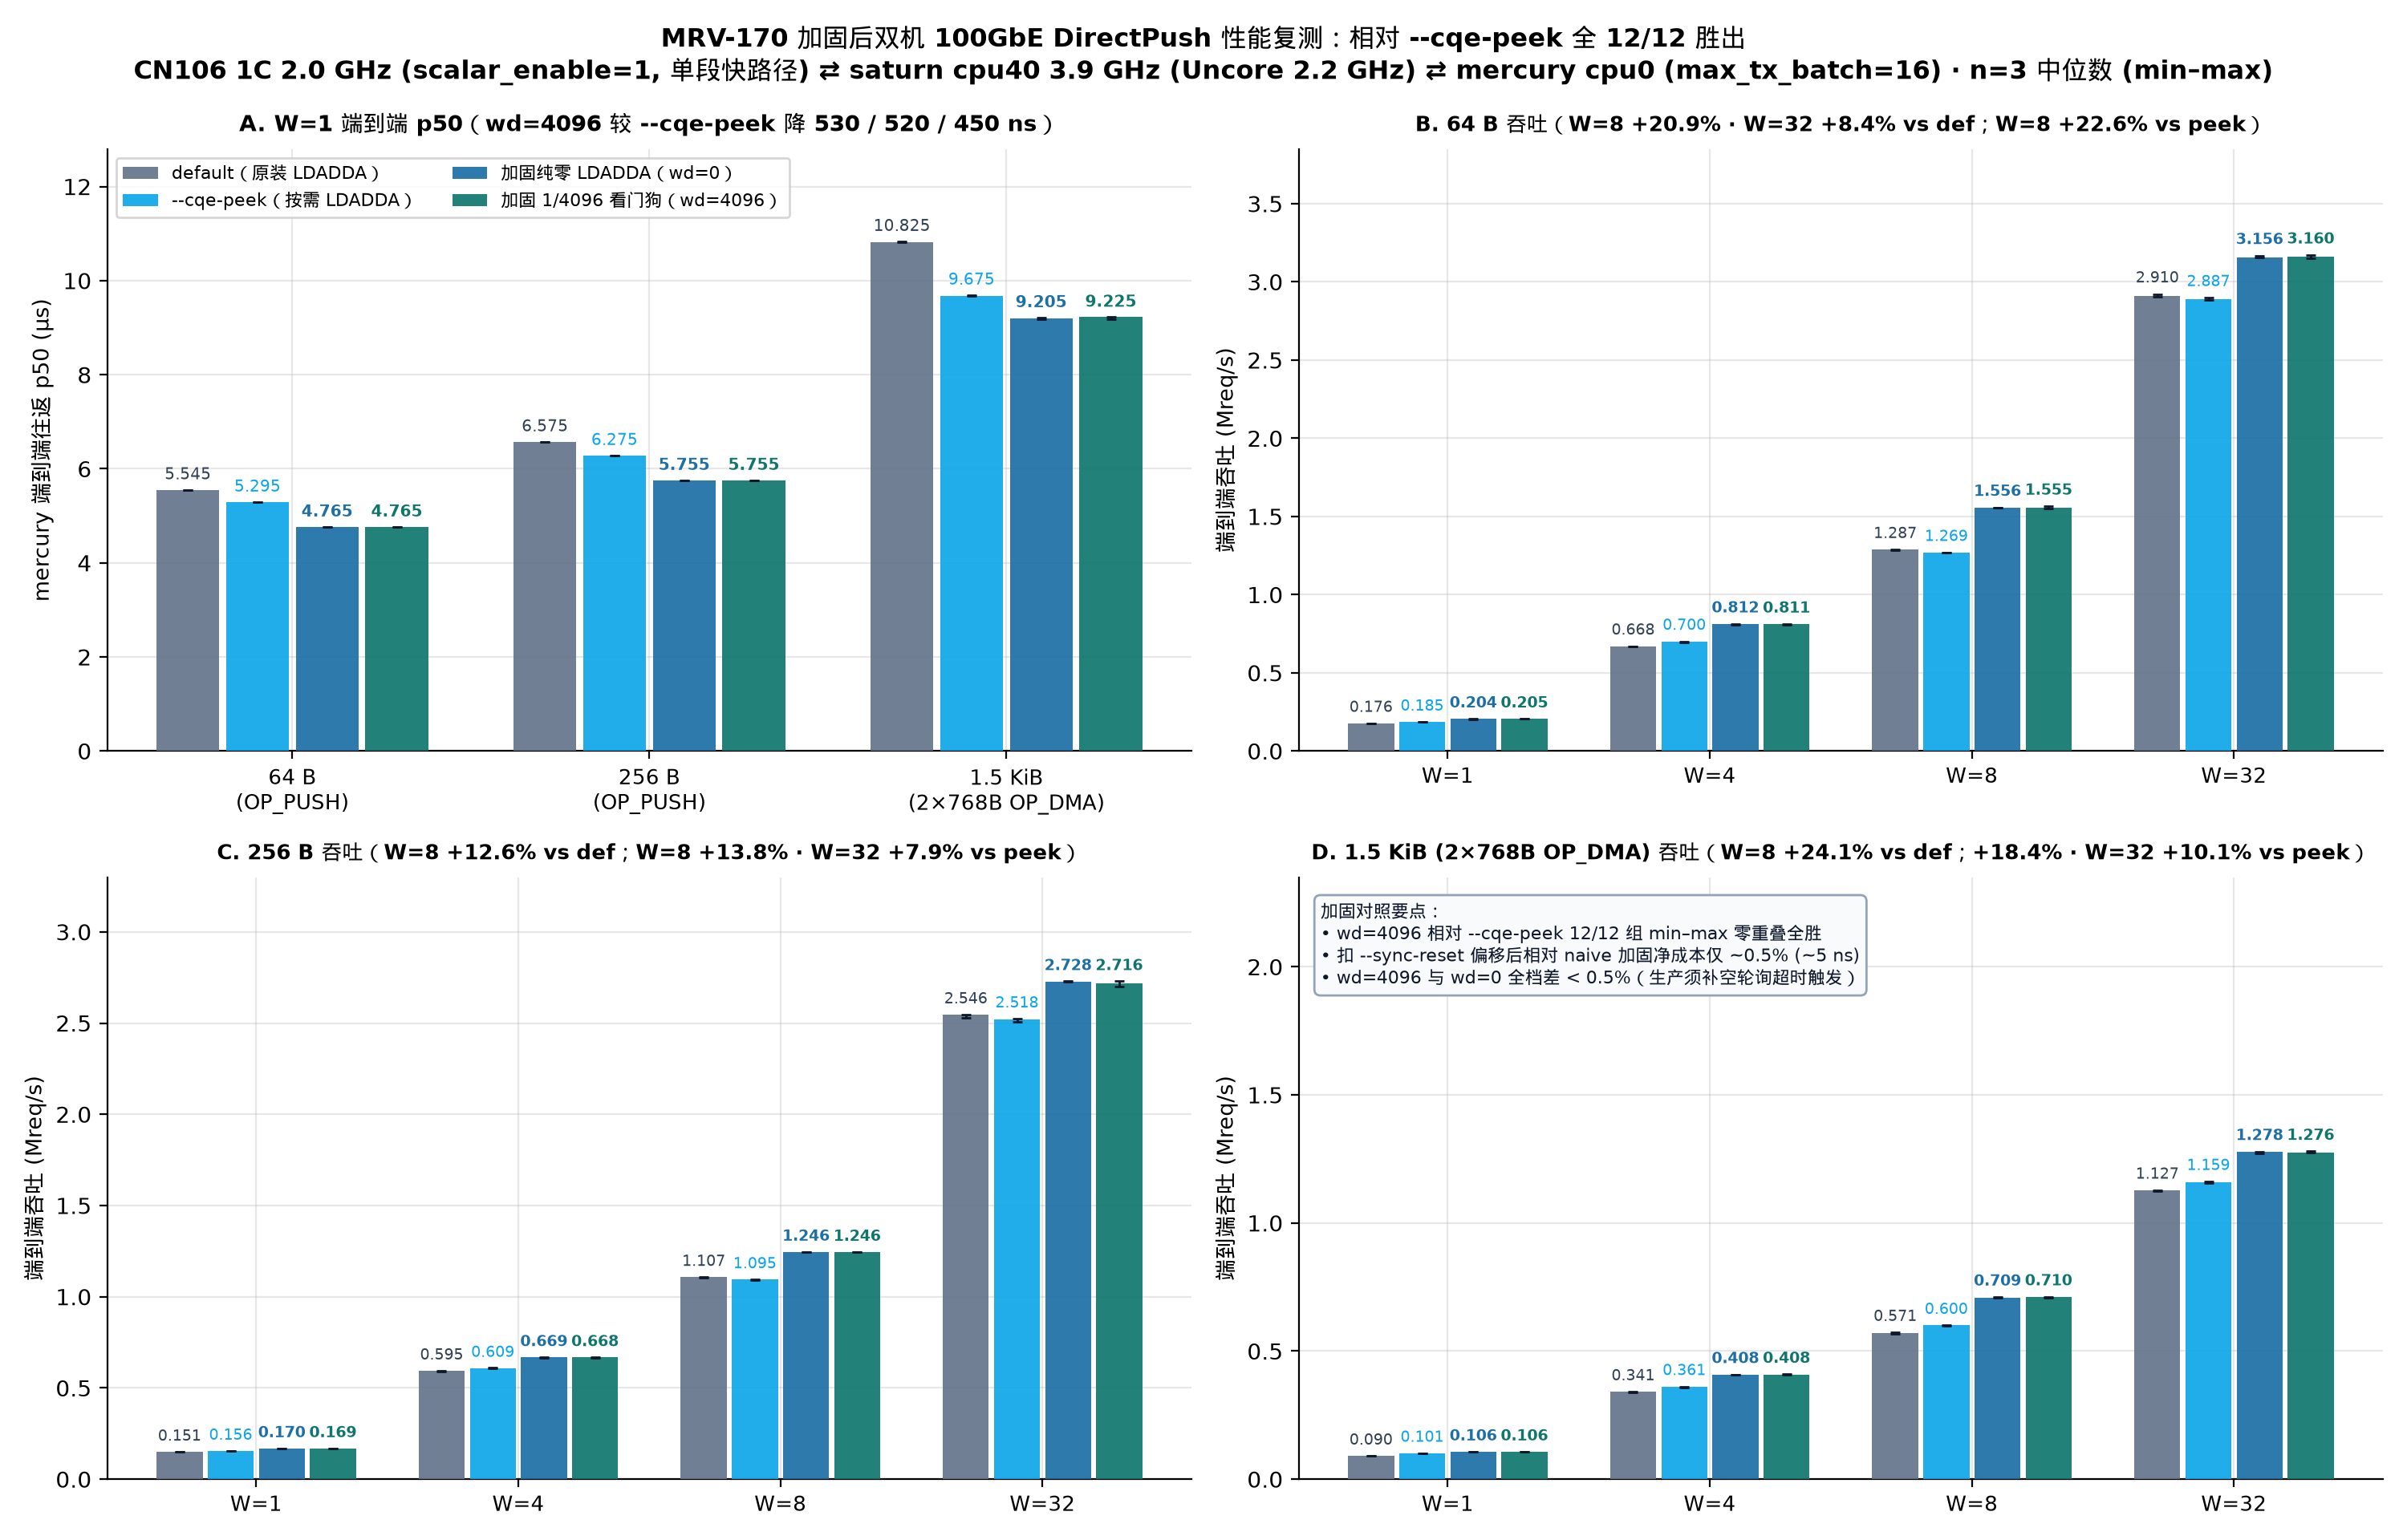 MRV-170 加固后双机 100GbE DirectPush 性能复测：相对 --cqe-peek 全 12/12 胜出
CN106 1C 2.0 GHz (scalar_enable=1, 单段快路径) ⇄ saturn cpu40 3.9 GHz (Uncore 2.2 GHz) ⇄ mercury cpu0 (max_tx_batch=16) · n=3 中位数 (min–max)
A. W=1 端到端 p50（wd=4096 较 --cqe-peek 降 530 / 520 / 450 ns）
default（原装 LDADDA）
--cqe-peek（按需 LDADDA）
加固纯零 LDADDA（wd=0）
加固 1/4096 看门狗（wd=4096）
mercury 端到端往返 p50 (µs)
12
10
8
6
4
2
0
5.545
5.295
4.765
4.765
6.575
6.275
5.755
5.755
10.825
9.675
9.205
9.225
64 B
(OP_PUSH)
256 B
(OP_PUSH)
1.5 KiB
(2×768B OP_DMA)
B. 64 B 吞吐（W=8 +20.9% · W=32 +8.4% vs def；W=8 +22.6% vs peek）
端到端吞吐 (Mreq/s)
3.5
3.0
2.5
2.0
1.5
1.0
0.5
0.0
0.176
0.185
0.204
0.205
0.668
0.700
0.812
0.811
1.287
1.269
1.556
1.555
2.910
2.887
3.156
3.160
W=1
W=4
W=8
W=32
C. 256 B 吞吐（W=8 +12.6% vs def；W=8 +13.8% · W=32 +7.9% vs peek）
端到端吞吐 (Mreq/s)
3.0
2.5
2.0
1.5
1.0
0.5
0.0
0.151
0.156
0.170
0.169
0.595
0.609
0.669
0.668
1.107
1.095
1.246
1.246
2.546
2.518
2.728
2.716
W=1
W=4
W=8
W=32
D. 1.5 KiB (2×768B OP_DMA) 吞吐（W=8 +24.1% vs def；+18.4% · W=32 +10.1% vs peek）
加固对照要点：
• wd=4096 相对 --cqe-peek 12/12 组 min–max 零重叠全胜
• 扣 --sync-reset 偏移后相对 naive 加固净成本仅 ~0.5% (~5 ns)
• wd=4096 与 wd=0 全档差 < 0.5%（生产须补空轮询超时触发）
端到端吞吐 (Mreq/s)
2.0
1.5
1.0
0.5
0.0
0.090
0.101
0.106
0.106
0.341
0.361
0.408
0.408
0.571
0.600
0.709
0.710
1.127
1.159
1.278
1.276
W=1
W=4
W=8
W=32